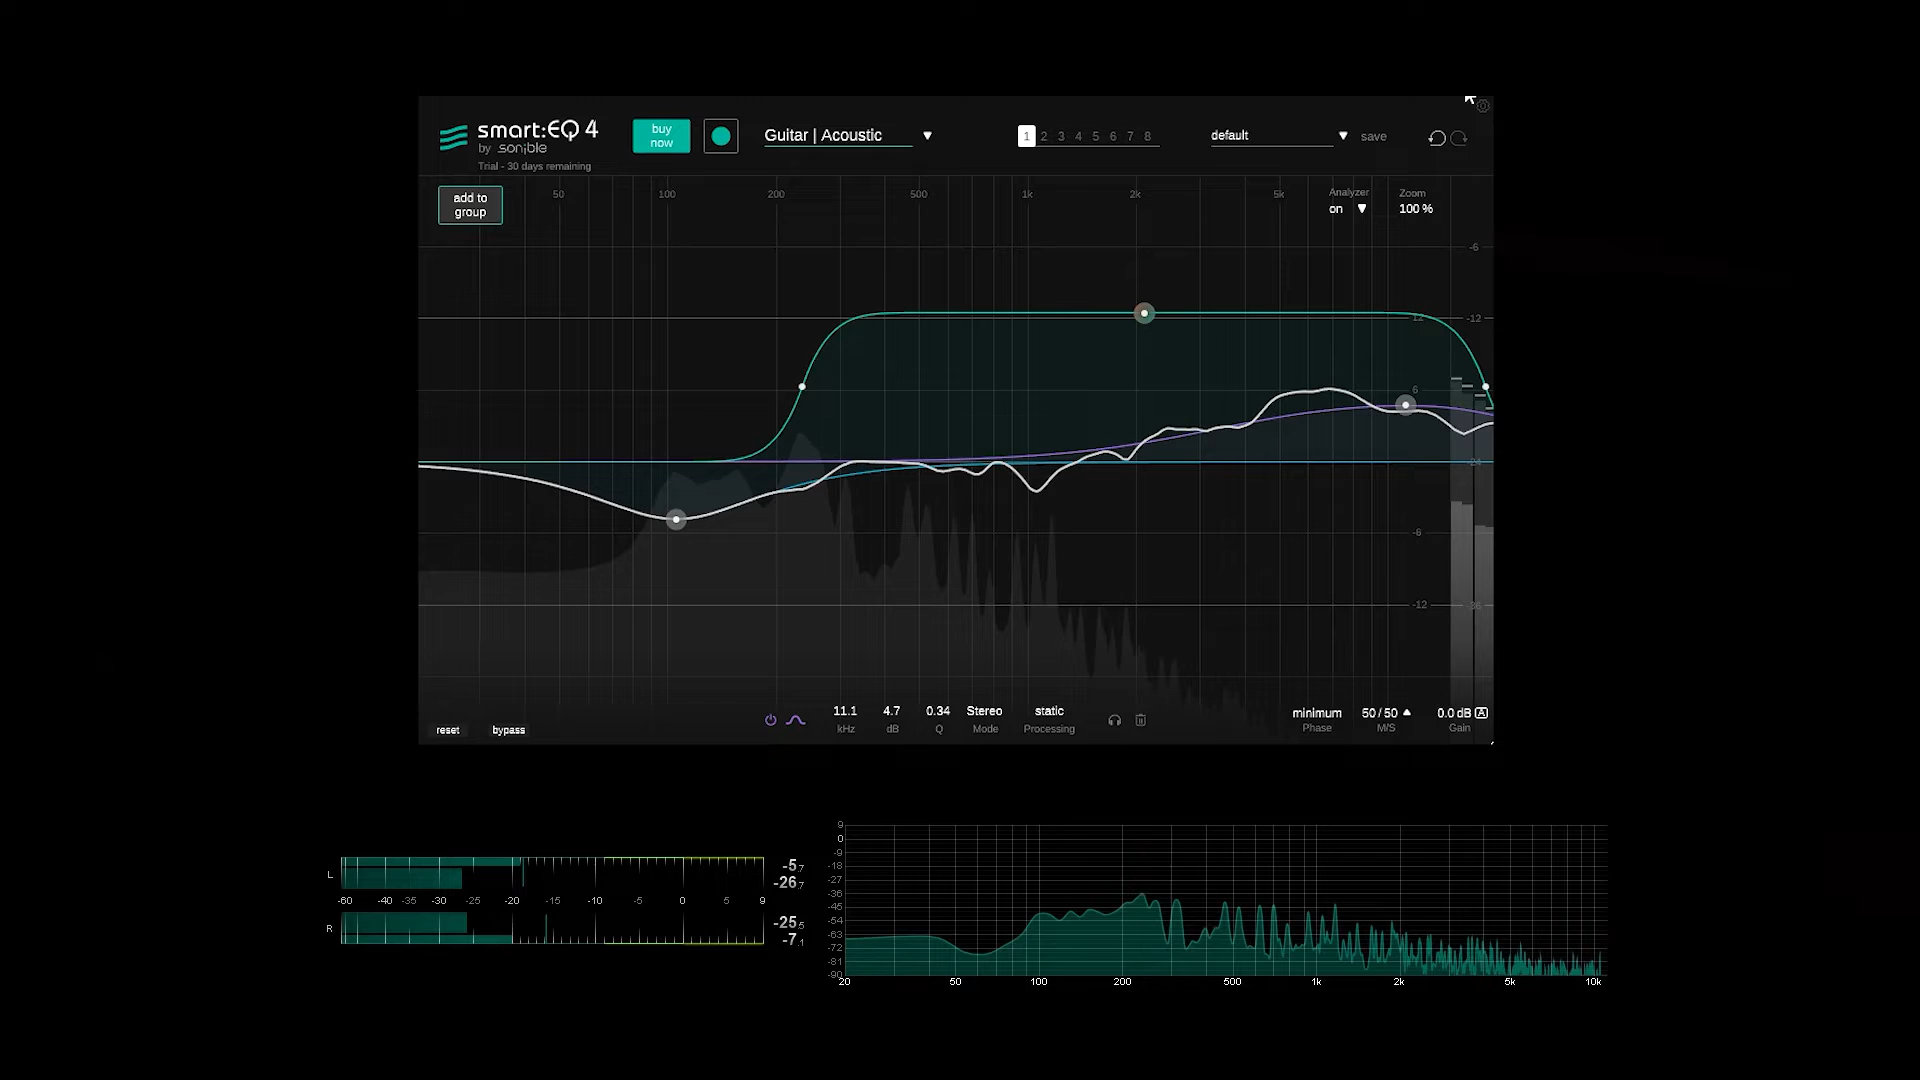 smart:EQ 4
by sonible
Trial - 30 days remaining
buy
now
Guitar | Acoustic
1 2 3 4 5 6 7 8
default
save
add to
group
50 100 200 500 1k 2k 5k
Analyzer
on
Zoom
100 %
-6
12
-12
6
-24
-6
-12
-36
reset
bypass
11.1
kHz
4.7
dB
0.34
Q
Stereo
Mode
static
Processing
minimum
Phase
50 / 50
M/S
0.0 dB A
Gain
L
-5.7
-26.7
-60 -40 -35 -30 -25 -20 -15 -10 -5 0 5 9
R
-25.5
-7.1
9
0
-9
-18
-27
-36
-45
-54
-63
-72
-81
-90
20 50 100 200 500 1k 2k 5k 10k